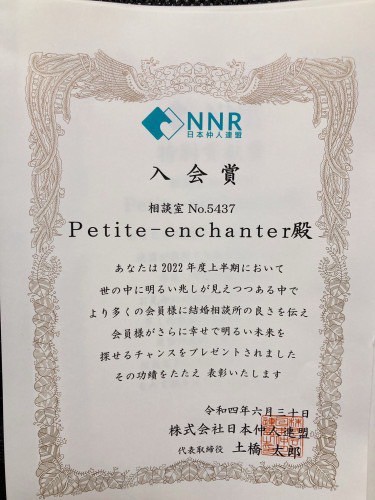 NNR
日本仲人連盟
入会賞
相談室 No.5437
Petite-enchanter殿
あなたは2022年度上半期において
世の中に明るい兆しが見えつつある中で
より多くの会員様に結婚相談所の良さを伝え
会員様がさらに幸せで明るい未来を
探せるチャンスをプレゼントされました
その功績をたたえ 表彰いたします
令和四年六月三十日
株式会社日本仲人連盟
代表取締役 土橋 太郎